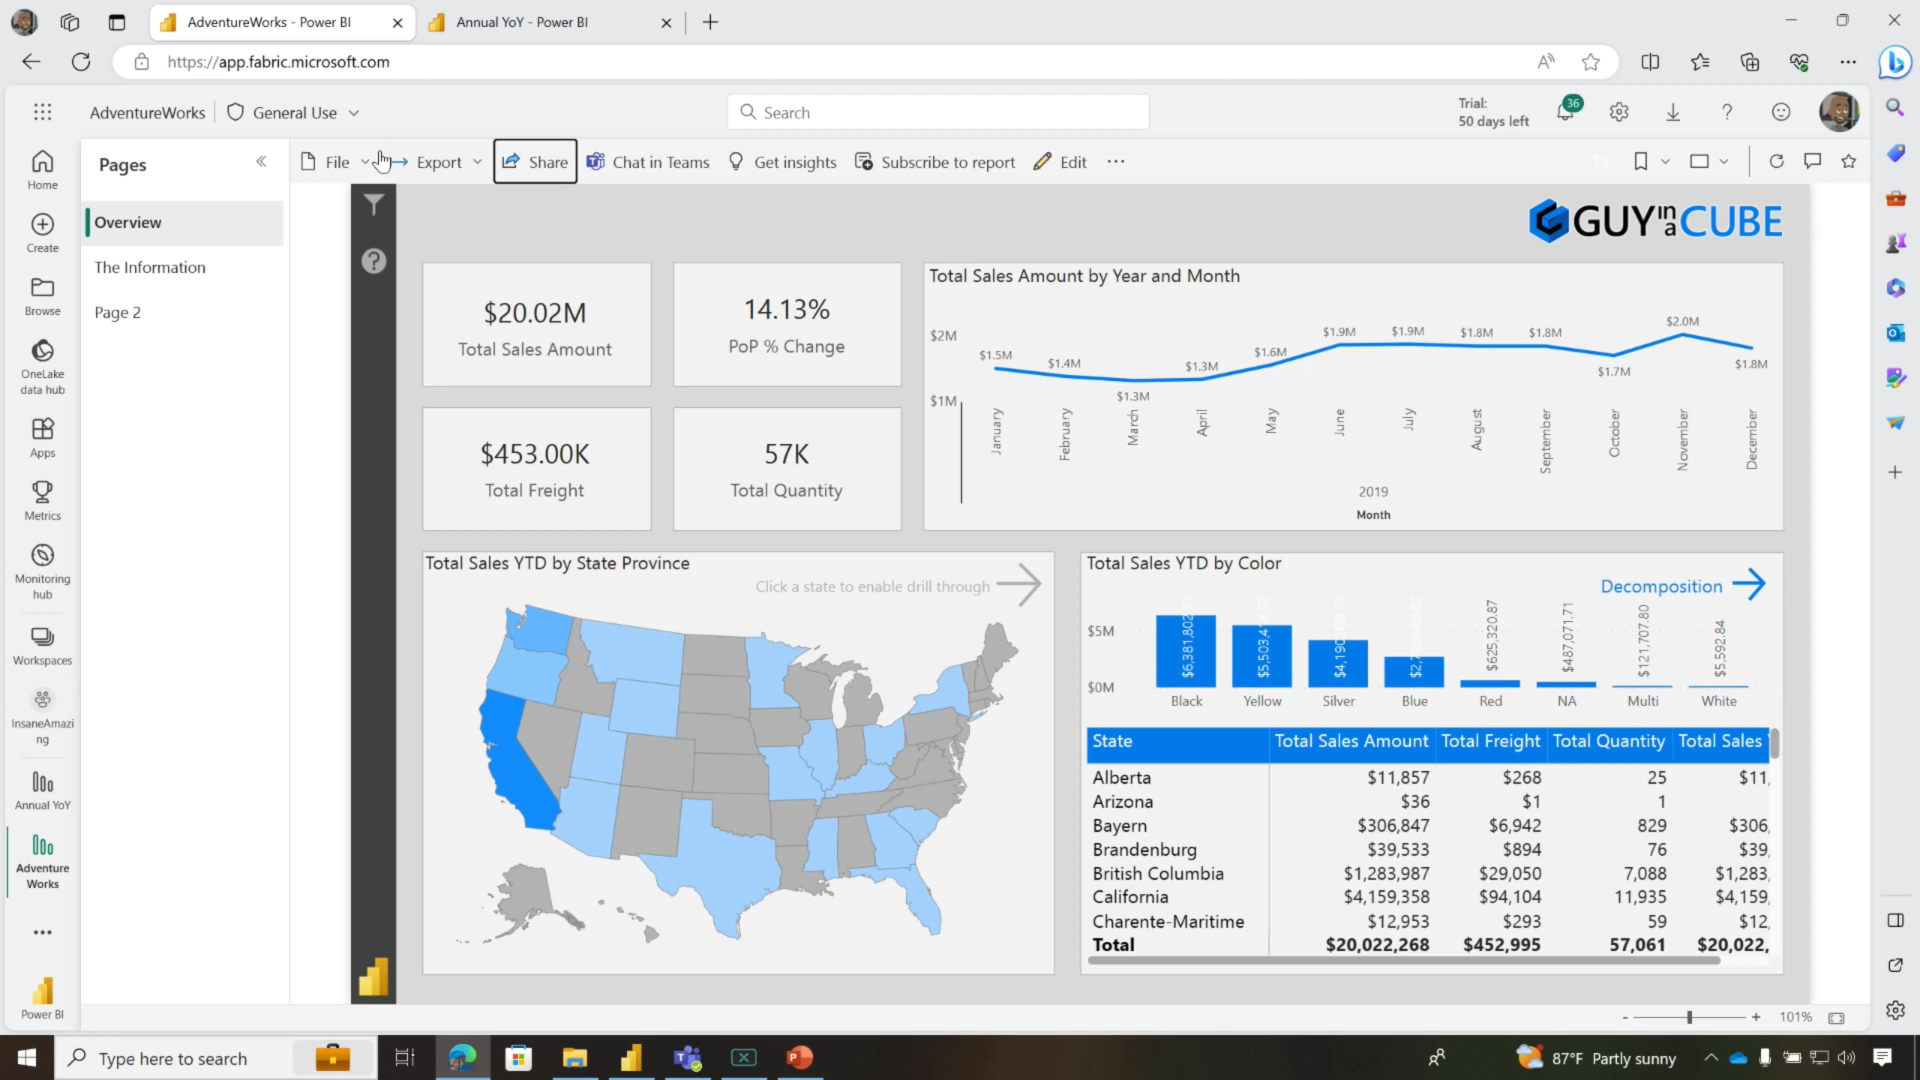 AdventureWorks - Power BI
Annual YoY - Power BI
https://app.fabric.microsoft.com
AdventureWorks
General Use
Search
Trial:
50 days left
36
Home
Create
Browse
OneLake
data hub
Apps
Metrics
Monitoring
hub
Workspaces
InsaneAmazi
ng
Annual YoY
Adventure
Works
Power BI
Pages
Overview
The Information
Page 2
File
Export
Share
Chat in Teams
Get insights
Subscribe to report
Edit
GUY in a CUBE
$20.02M
Total Sales Amount
14.13%
PoP % Change
$453.00K
Total Freight
57K
Total Quantity
Total Sales Amount by Year and Month
$2M
$1M
$1.5M
$1.4M
$1.3M
$1.3M
$1.6M
$1.9M
$1.9M
$1.8M
$1.8M
$1.7M
$2.0M
$1.8M
January
February
March
April
May
June
July
August
September
October
November
December
2019
Month
Total Sales YTD by State Province
Click a state to enable drill through
Total Sales YTD by Color
Decomposition
$5M
$0M
$625,320.87
$487,071.71
$121,707.80
$5,592.84
Black
Yellow
Silver
Blue
Red
NA
Multi
White
State Total Sales Amount Total Freight Total Quantity Total Sales
Alberta $11,857 $268 25 $11,
Arizona $36 $1 1
Bayern $306,847 $6,942 829 $306,
Brandenburg $39,533 $894 76 $39,
British Columbia $1,283,987 $29,050 7,088 $1,283,
California $4,159,358 $94,104 11,935 $4,159,
Charente-Maritime $12,953 $293 59 $12,
Total $20,022,268 $452,995 57,061 $20,022,
- + 101%
Type here to search
87°F Partly sunny